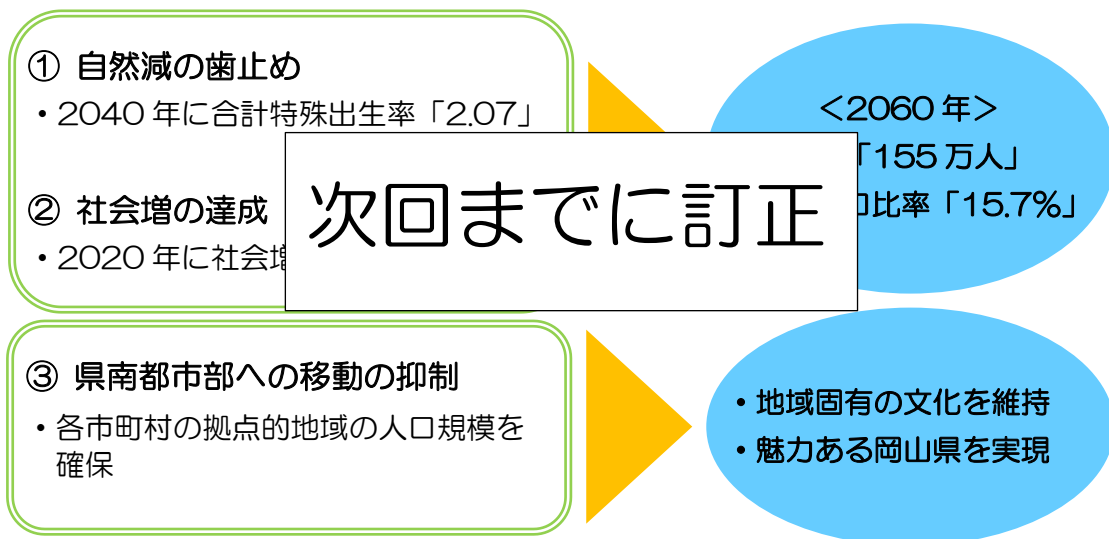 ① 自然減の歯止め
・2040 年に合計特殊出生率「2.07」
② 社会増の達成
・2020 年に社会増
次回までに訂正
<2060 年>
「155 万人」
比率「15.7%」
③ 県南都市部への移動の抑制
・各市町村の拠点的地域の人口規模を
確保
・地域固有の文化を維持
・魅力ある岡山県を実現